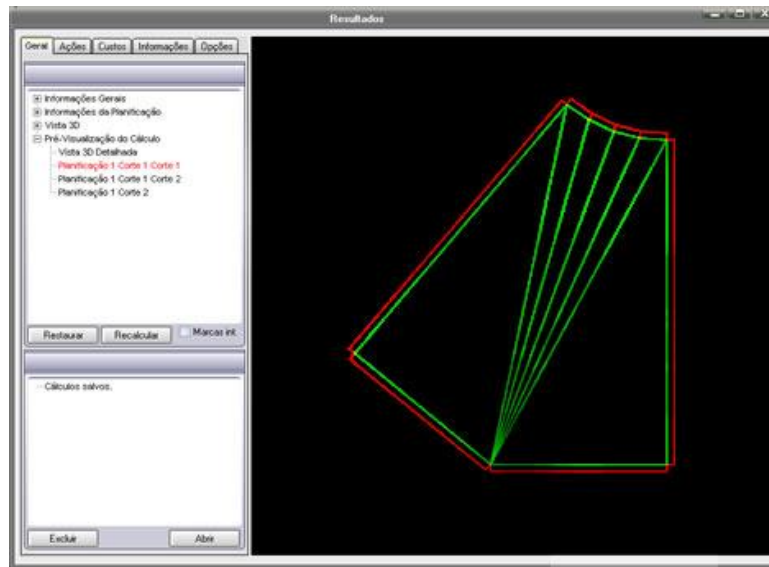 Resultados
Geral Ações Custos Informações Opções
Informações Gerais
Informações da Planificação
Vista 3D
Pré-Visualização do Cálculo
Vista 3D Detalhada
Planificação 1 Corte 1 Corte 1
Planificação 1 Corte 1 Corte 2
Planificação 1 Corte 2
Restaurar Recalcular Marcas int.
Cálculos salvos.
Excluir Abrir